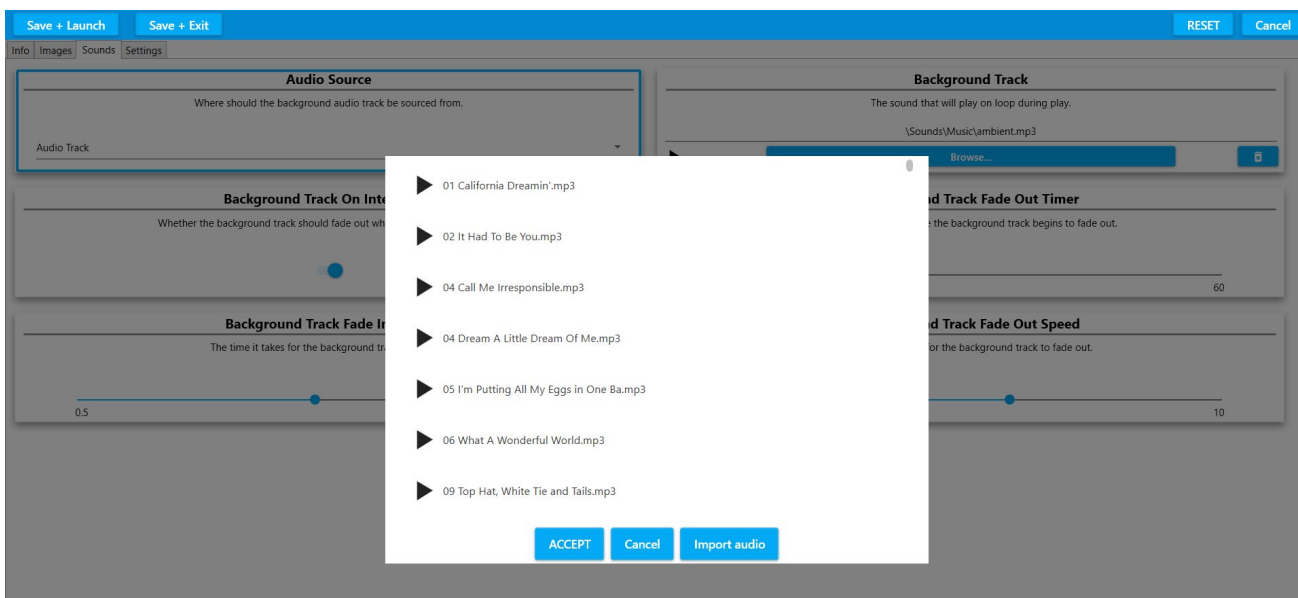 Save + Launch Save + Exit RESET Cancel
Info Images Sounds Settings
Audio Source
Where should the background audio track be sourced from.
Audio Track
Background Track
The sound that will play on loop during play.
\Sounds\Music\ambient.mp3
Browse...
Background Track On Inte
Whether the background track should fade out wh
d Track Fade Out Timer
the background track begins to fade out.
60
Background Track Fade In
The time it takes for the background tr
0.5
d Track Fade Out Speed
or the background track to fade out.
10
01 California Dreamin'.mp3
02 It Had To Be You.mp3
04 Call Me Irresponsible.mp3
04 Dream A Little Dream Of Me.mp3
05 I'm Putting All My Eggs in One Ba.mp3
06 What A Wonderful World.mp3
09 Top Hat, White Tie and Tails.mp3
ACCEPT Cancel Import audio